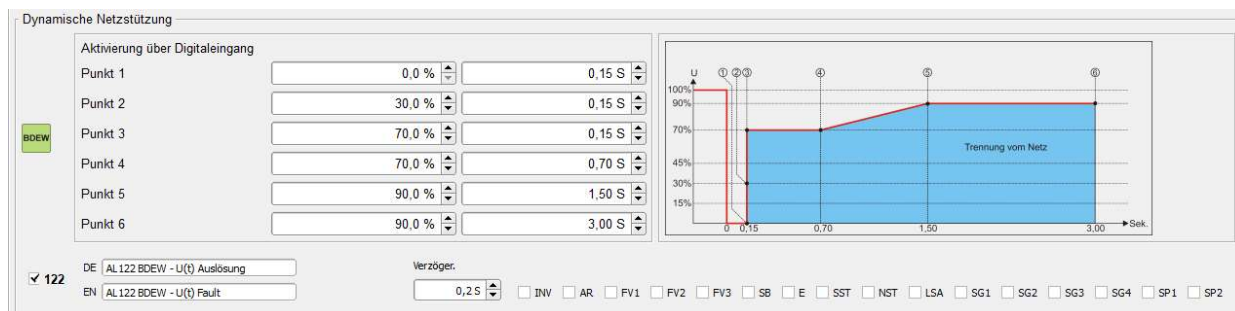 Dynamische Netzstützung
Aktivierung über Digitaleingang
Punkt 1 0,0 % 0,15 S
Punkt 2 30,0 % 0,15 S
Punkt 3 70,0 % 0,15 S
Punkt 4 70,0 % 0,70 S
Punkt 5 90,0 % 1,50 S
Punkt 6 90,0 % 3,00 S
BDEW
U ① ② ③ ④ ⑤ ⑥
100%
90%
70%
45%
30%
15%
Trennung vom Netz
0 0,15 0,70 1,50 3,00 Sek.
122
DE AL122 BDEW - U(t) Auslösung
EN AL122 BDEW - U(t) Fault
Verzöger.
0,2 S
INV AR FV1 FV2 FV3 SB E SST NST LSA SG1 SG2 SG3 SG4 SP1 SP2